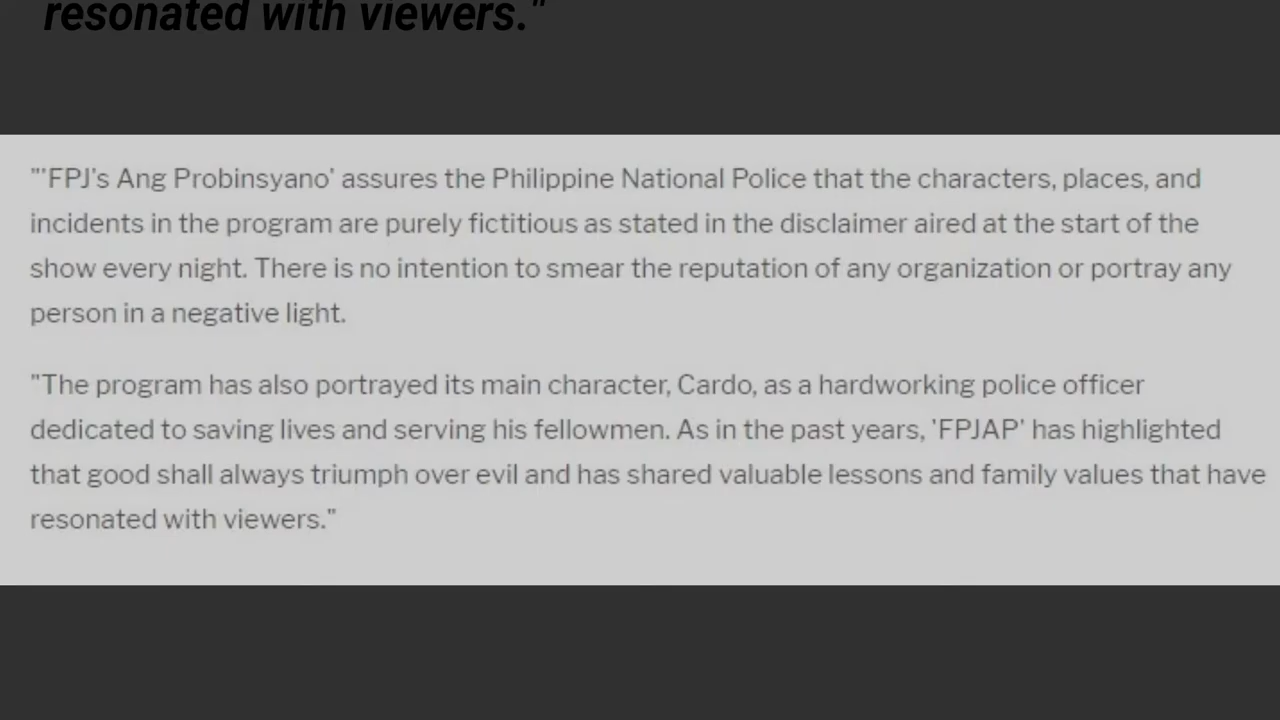 resonated with viewers."
"'FPJ's Ang Probinsyano' assures the Philippine National Police that the characters, places, and
incidents in the program are purely fictitious as stated in the disclaimer aired at the start of the
show every night. There is no intention to smear the reputation of any organization or portray any
person in a negative light.
"The program has also portrayed its main character, Cardo, as a hardworking police officer
dedicated to saving lives and serving his fellowmen. As in the past years, 'FPJAP' has highlighted
that good shall always triumph over evil and has shared valuable lessons and family values that have
resonated with viewers."